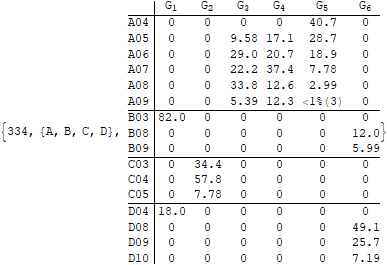 G1 G2 G3 G4 G5 G6
A04 0 0 0 0 40.7 0
A05 0 0 9.58 17.1 28.7 0
A06 0 0 29.0 20.7 18.9 0
A07 0 0 22.2 37.4 7.78 0
A08 0 0 33.8 12.6 2.99 0
A09 0 0 5.39 12.3 <1%(3) 0
{334, {A, B, C, D}, B03 82.0 0 0 0 0 0 }
B08 0 0 0 0 0 12.0
B09 0 0 0 0 0 5.99
C03 0 34.4 0 0 0 0
C04 0 57.8 0 0 0 0
C05 0 7.78 0 0 0 0
D04 18.0 0 0 0 0 0
D08 0 0 0 0 0 49.1
D09 0 0 0 0 0 25.7
D10 0 0 0 0 0 7.19